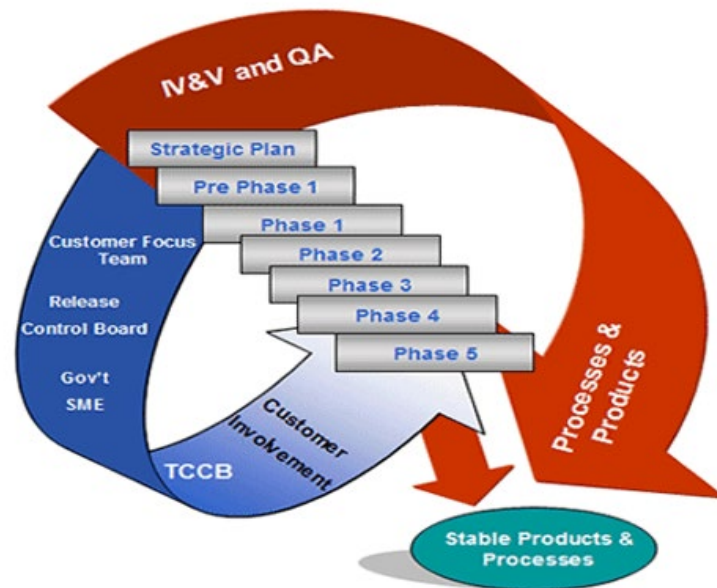 IV&V and QA
Strategic Plan
Pre Phase 1
Phase 1
Phase 2
Phase 3
Phase 4
Phase 5
Customer Focus
Team
Release
Control Board
Gov't
SME
TCCB
Customer
Involvement
Processes &
Products
Stable Products &
Processes